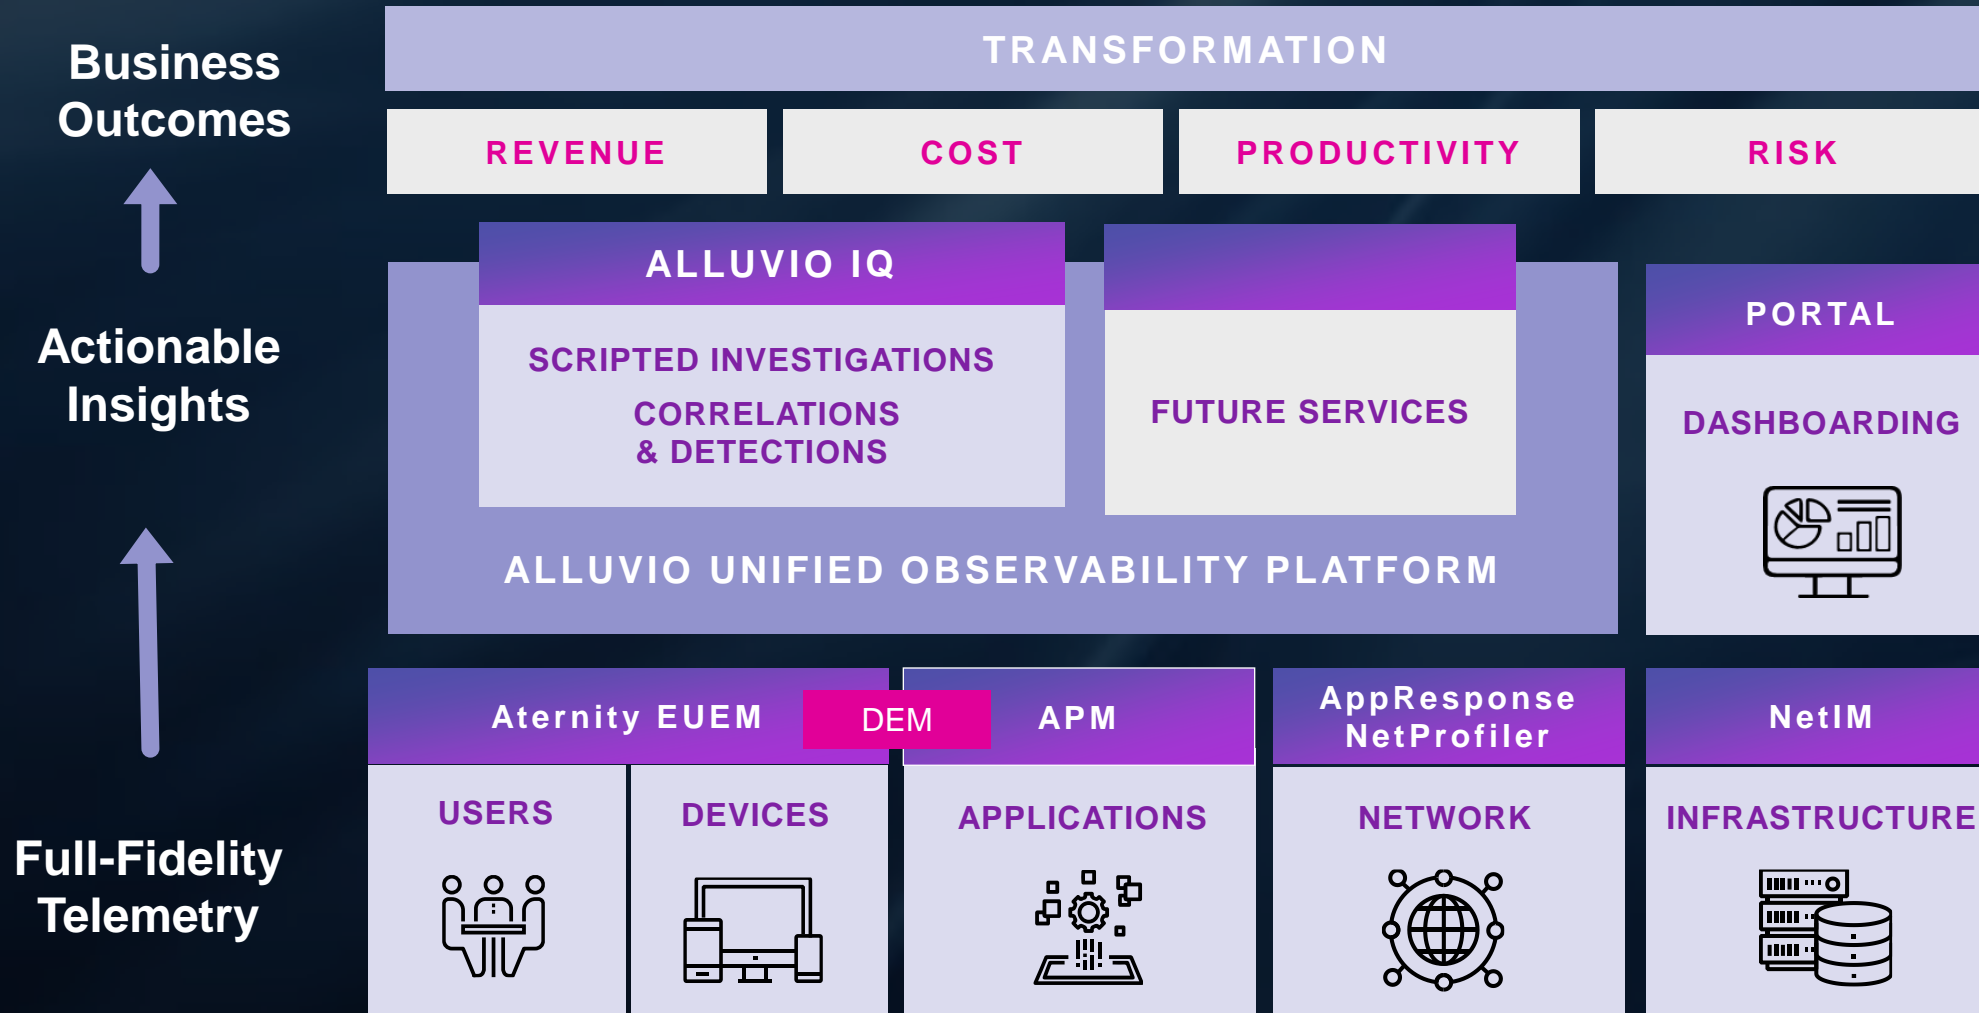 Business
Outcomes
TRANSFORMATION
REVENUE
COST
PRODUCTIVITY
RISK
Actionable
Insights
ALLUVIO IQ
SCRIPTED INVESTIGATIONS
CORRELATIONS
& DETECTIONS
FUTURE SERVICES
ALLUVIO UNIFIED OBSERVABILITY PLATFORM
PORTAL
DASHBOARDING
Full-Fidelity
Telemetry
Aternity EUEM
DEM
APM
AppResponse
NetProfiler
NetIM
USERS
DEVICES
APPLICATIONS
NETWORK
INFRASTRUCTURE